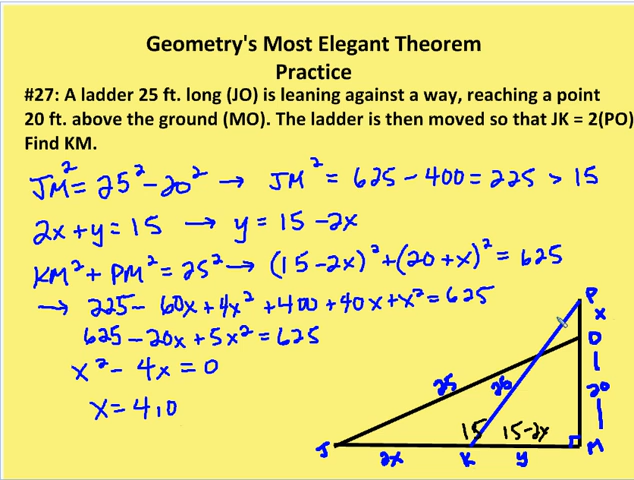 Geometry's Most Elegant Theorem
Practice
#27: A ladder 25 ft. long (JO) is leaning against a way, reaching a point
20 ft. above the ground (MO). The ladder is then moved so that JK = 2(PO)
Find KM.
JM² = 25² - 20² → JM² = 625 - 400 = 225 > 15
2x + y = 15 → y = 15 - 2x
KM² + PM² = 25² → (15 - 2x)² + (20 + x)² = 625
→ 225 - 60x + 4x² + 400 + 40x + x² = 625
625 - 20x + 5x² = 625
x² - 4x = 0
x = 4,0
P
x
O
25
25
20
15
15-2x
J
2x
K
y
M